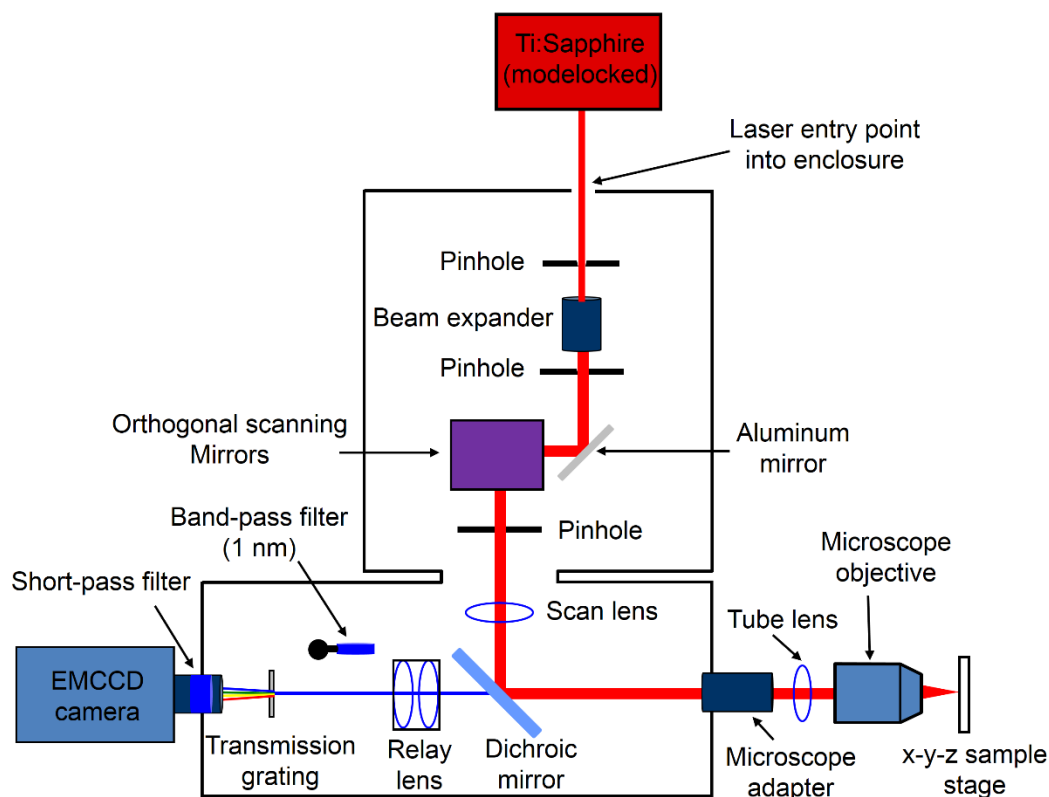 Ti:Sapphire
(modelocked)
Laser entry point
into enclosure
Pinhole
Beam expander
Pinhole
Orthogonal scanning
Mirrors
Aluminum
mirror
Band-pass filter
(1 nm)
Pinhole
Microscope
objective
Short-pass filter
Scan lens
Tube lens
EMCCD
camera
Transmission
grating
Relay
lens
Dichroic
mirror
Microscope
adapter
x-y-z sample
stage